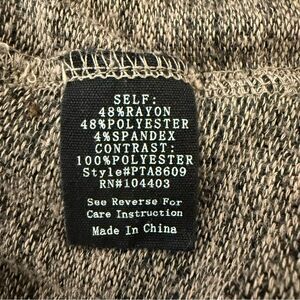 SELF:
48%RAYON
48%POLYESTER
4%SPANDEX
CONTRAST:
100%POLYESTER
Style#PTA8609
RN#104403
See Reverse For
Care Instruction
Made In China